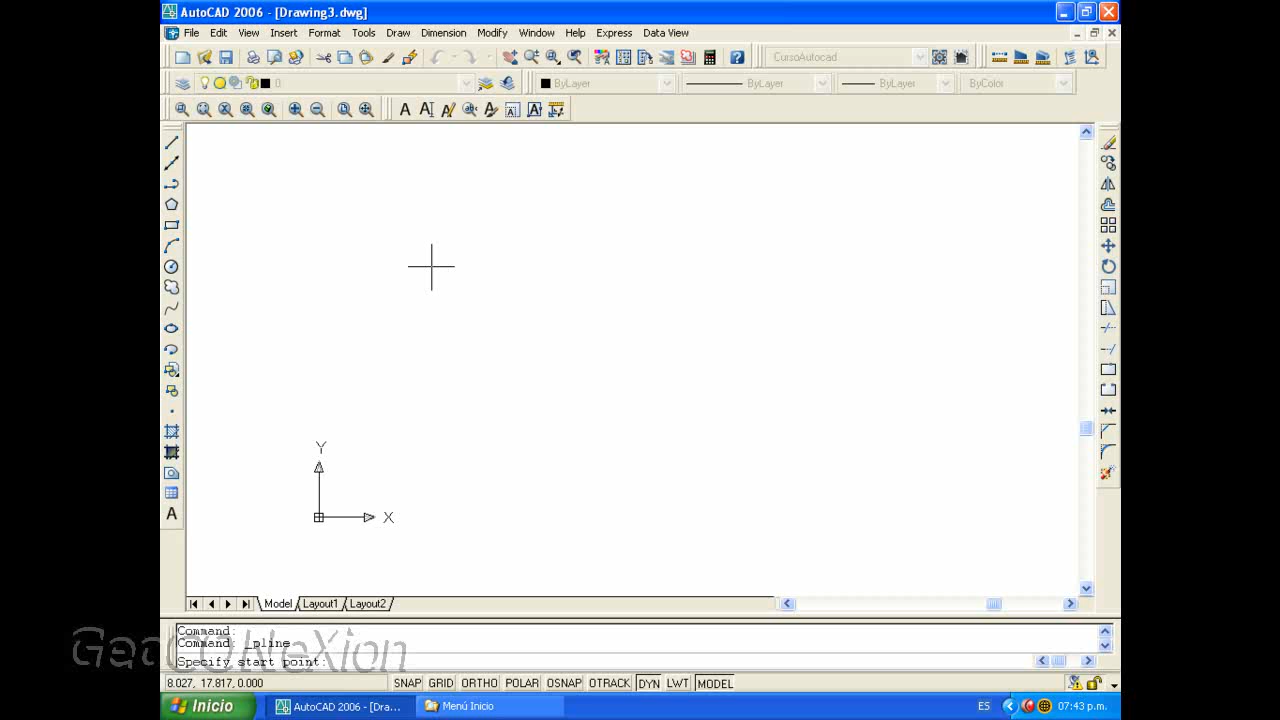 AutoCAD 2006 - [Drawing3.dwg]
File Edit View Insert Format Tools Draw Dimension Modify Window Help Express Data View
CursoAutocad
0 ByLayer ByLayer ByLayer ByColor
A
Y
X
Model Layout1 Layout2
Command:
Command: _pline
Specify start point:
GeoCoNeXion
8.027, 17.817, 0.000 SNAP GRID ORTHO POLAR OSNAP OTRACK DYN LWT MODEL
Inicio AutoCAD 2006 - [Dra... Menú Inicio ES 07:43 p.m.